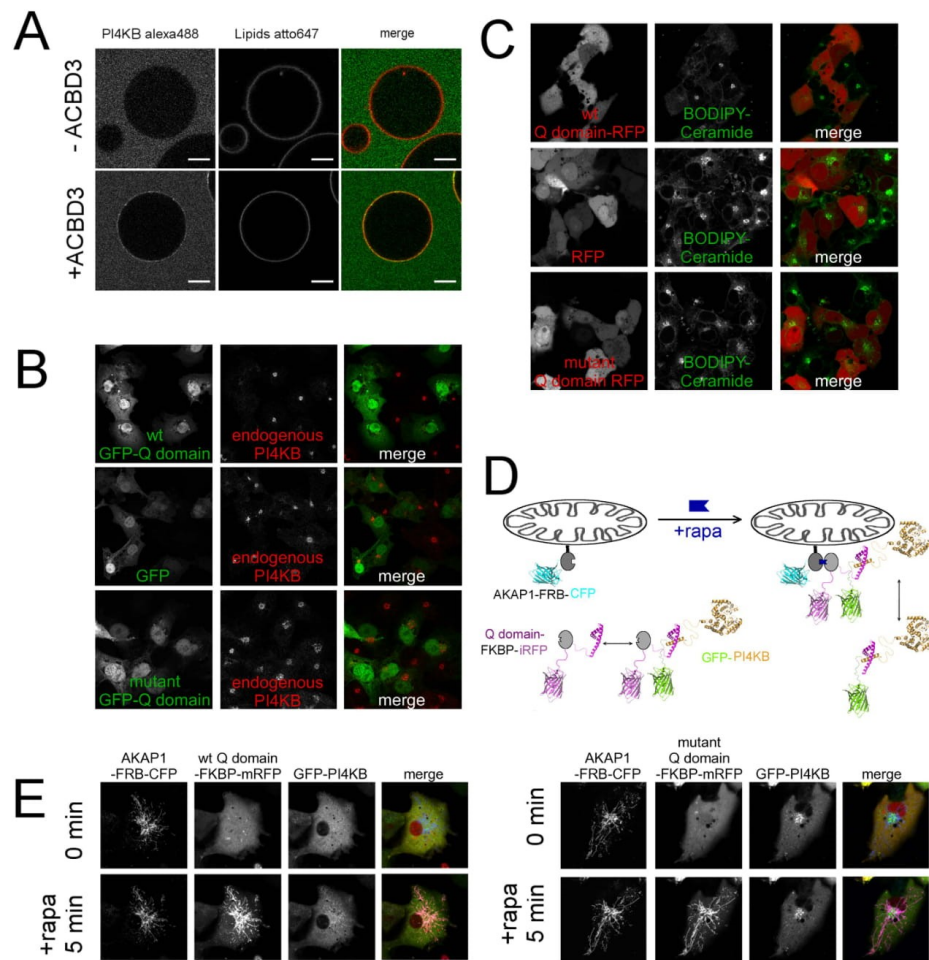 A
PI4KB alexa488
Lipids atto647
merge
- ACBD3
+ACBD3
B
wt
GFP-Q domain
endogenous
PI4KB
merge
GFP
endogenous
PI4KB
merge
mutant
GFP-Q domain
endogenous
PI4KB
merge
C
wt
Q domain-RFP
BODIPY-
Ceramide
merge
RFP
BODIPY-
Ceramide
merge
mutant
Q domain RFP
BODIPY-
Ceramide
merge
D
+rapa
AKAP1-FRB-CFP
Q domain-
FKBP-iRFP
GFP-PI4KB
E
AKAP1
-FRB-CFP
wt Q domain
-FKBP-mRFP
GFP-PI4KB
merge
0 min
+rapa
5 min
AKAP1
-FRB-CFP
mutant
Q domain
-FKBP-mRFP
GFP-PI4KB
merge
0 min
+rapa
5 min